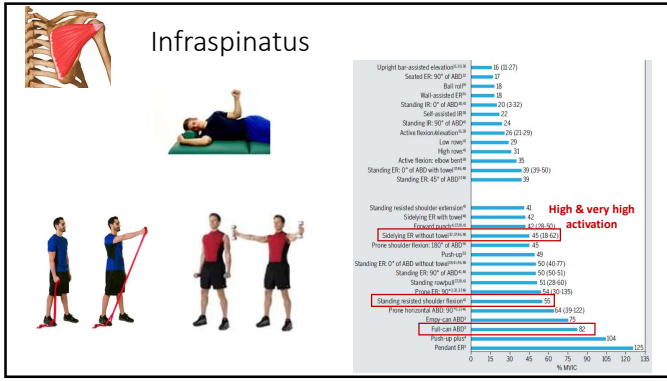 Infraspinatus
Upright bar-assisted elevation 16 (11-27)
Seated ER: 90° of ABD 17
Ball roll 18
Wall-assisted ER 18
Standing IR: 0° of ABD 20 (3-32)
Self-assisted IR 22
Standing IR: 90° of ABD 24
Active flexion/elevation 26 (21-29)
Low rows 29
High rows 31
Active flexion: elbow bent 35
Standing ER: 0° of ABD with towel 39 (39-50)
Standing ER: 45° of ABD 39
Standing resisted shoulder extension 41
Sidelying ER with towel 42
Forward punch 42 (28-50)
Sidelying ER without towel 45 (18-62)
Prone shoulder flexion: 180° of ABD 45
Push-up 49
Standing ER: 0° of ABD without towel 50 (40-77)
Standing ER: 90° of ABD 50 (50-51)
Standing row/pull 51 (28-60)
Prone ER: 90° 54 (30-135)
Standing resisted shoulder flexion 55
Prone horizontal ABD: 90° 64 (39-122)
Empy-can ABD 75
Full-can ABD 82
Push-up plus 104
Pendant ER 125
High & very high
activation
0 15 30 45 60 75 90 105 120 135
% MVIC